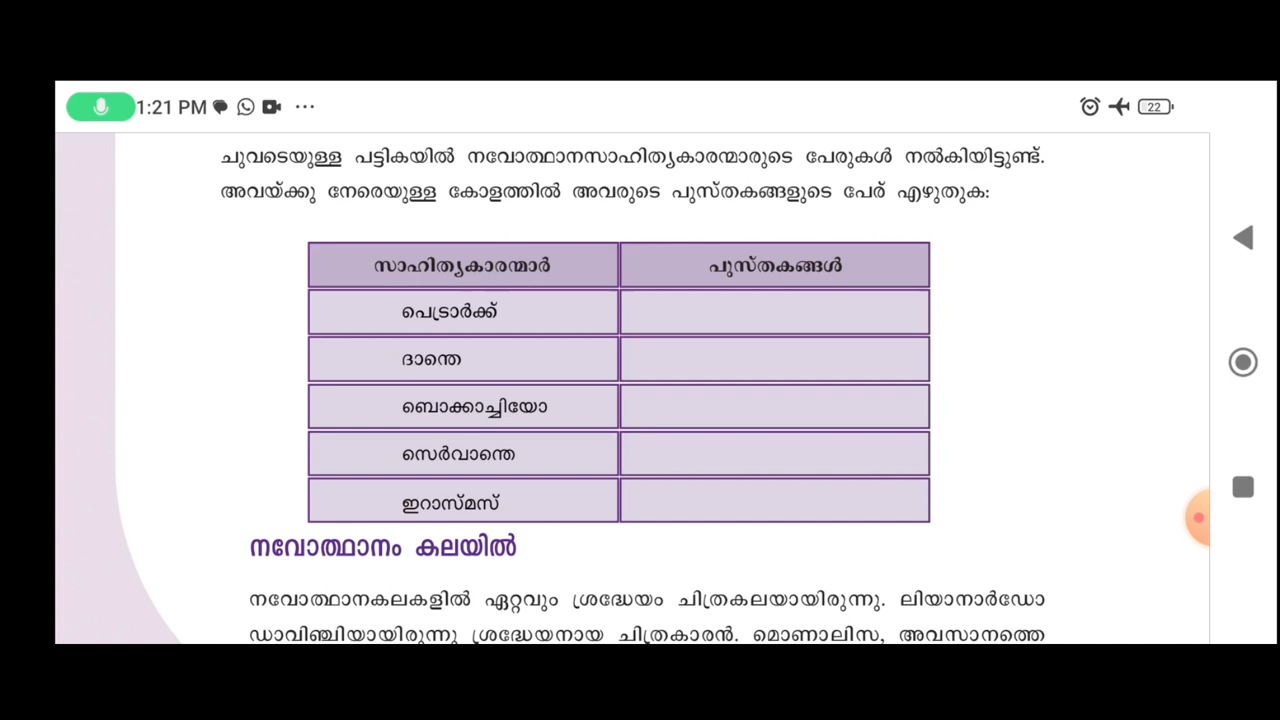 1:21 PM
22
ചുവടെയുള്ള പട്ടികയിൽ നവോത്ഥാനസാഹിത്യകാരന്മാരുടെ പേരുകൾ നൽകിയിട്ടുണ്ട്.
അവയ്ക്കു നേരെയുള്ള കോളത്തിൽ അവരുടെ പുസ്തകങ്ങളുടെ പേര് എഴുതുക:
സാഹിത്യകാരന്മാർ പുസ്തകങ്ങൾ
പെട്രാർക്ക്
ദാന്തെ
ബൊക്കാച്ചിയോ
സെർവാന്തെ
ഇറാസ്മസ്
നവോത്ഥാനം കലയിൽ
നവോത്ഥാനകലകളിൽ ഏറ്റവും ശ്രദ്ധേയം ചിത്രകലയായിരുന്നു. ലിയാനാർഡോ
ഡാവിഞ്ചിയായിരുന്നു ശ്രദ്ധേയനായ ചിത്രകാരൻ. മൊണാലിസ, അവസാനത്തെ